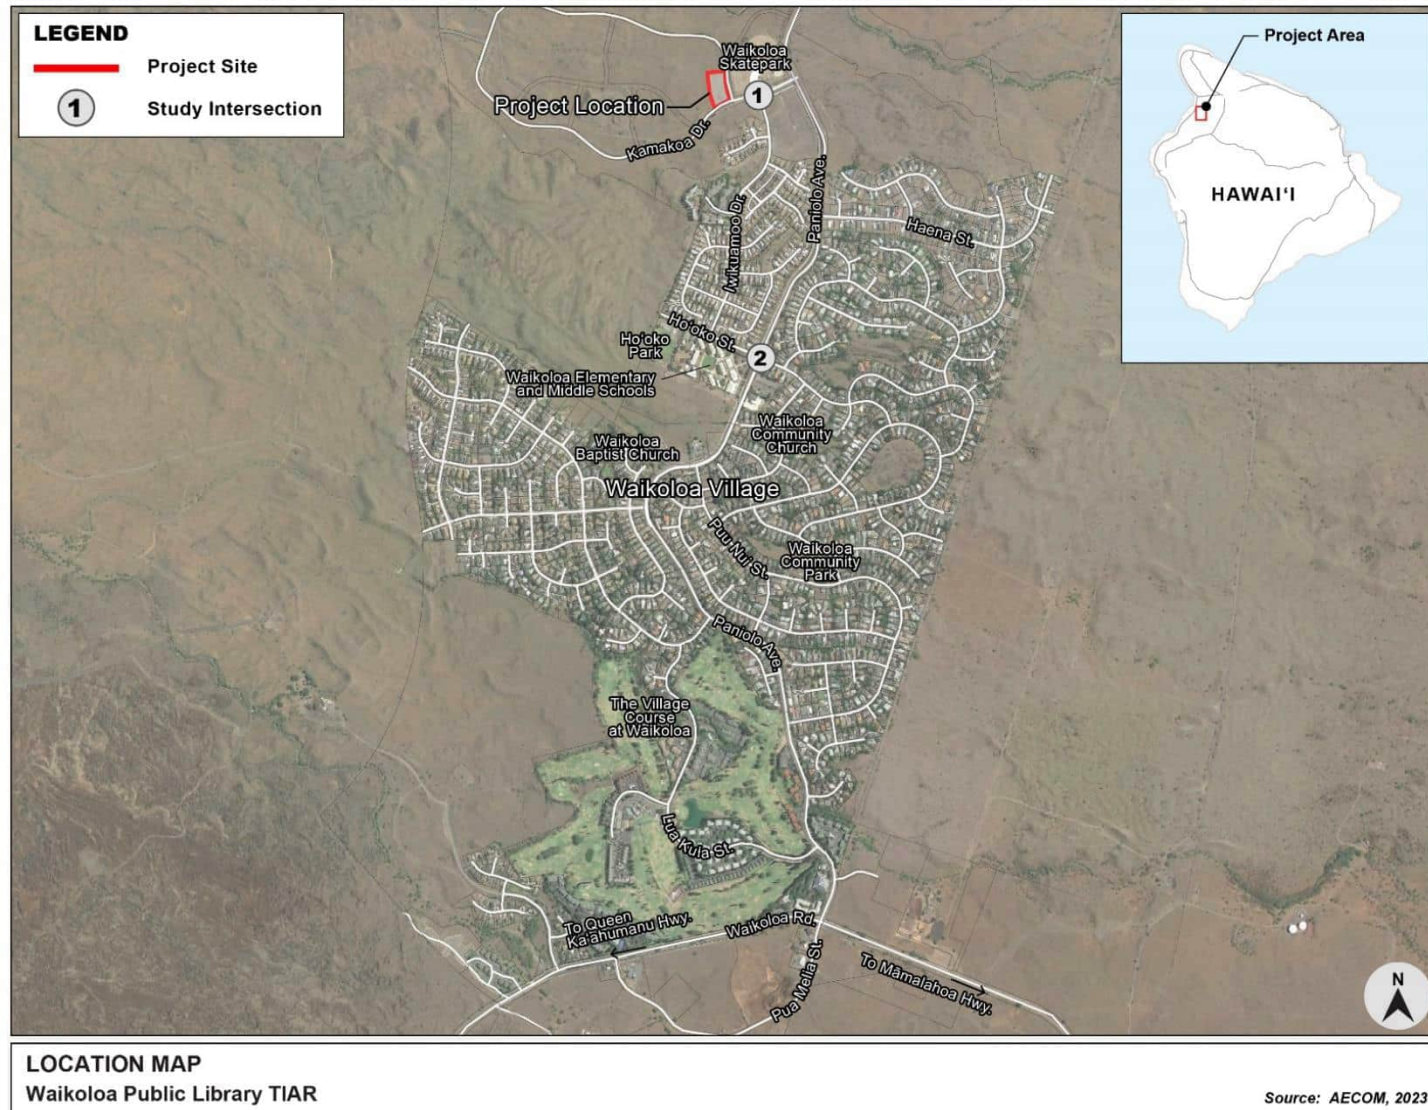 LEGEND
Project Site
1
Study Intersection
Project Area
HAWAI‘I
Waikoloa
Skatepark
Project Location
1
Kamakoa Dr.
Paniolo Ave.
Iwikuamoo Dr.
Haena St.
Ho‘oko St.
Ho‘oko
Park
2
Waikoloa Elementary
and Middle Schools
Waikoloa
Community
Church
Waikoloa
Baptist Church
Waikoloa Village
Puu Nui St.
Waikoloa
Community
Park
Paniolo Ave.
The Village
Course
at Waikoloa
Lua Kula St.
To Queen
Ka‘ahumanu Hwy.
Waikoloa Rd.
Pua Melia St.
To Māmalahoa Hwy.
N
LOCATION MAP
Waikoloa Public Library TIAR
Source: AECOM, 2023